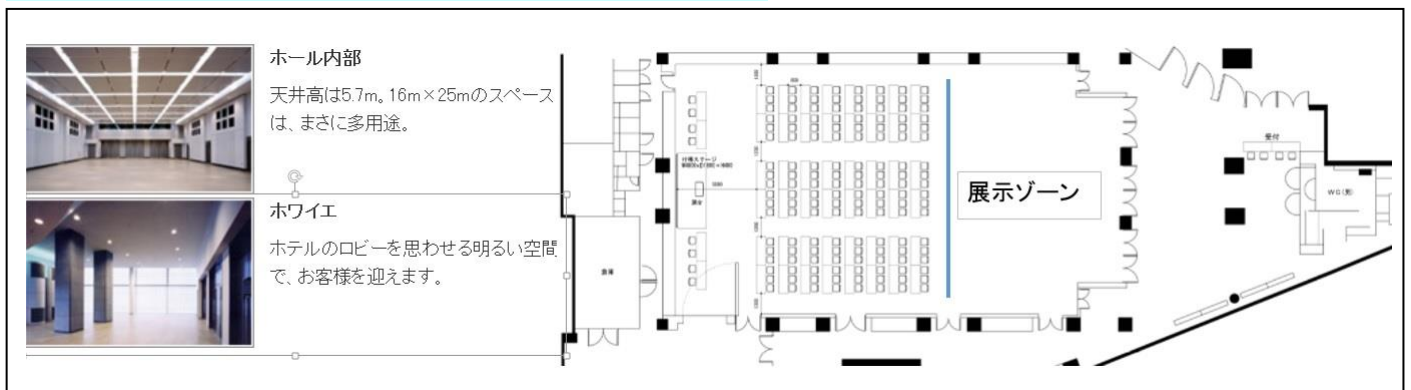 ホール内部
天井高は5.7m。16m×25mのスペース
は、まさに多用途。
ホワイエ
ホテルのロビーを思わせる明るい空間
で、お客様を迎えます。
展示ゾーン
受付